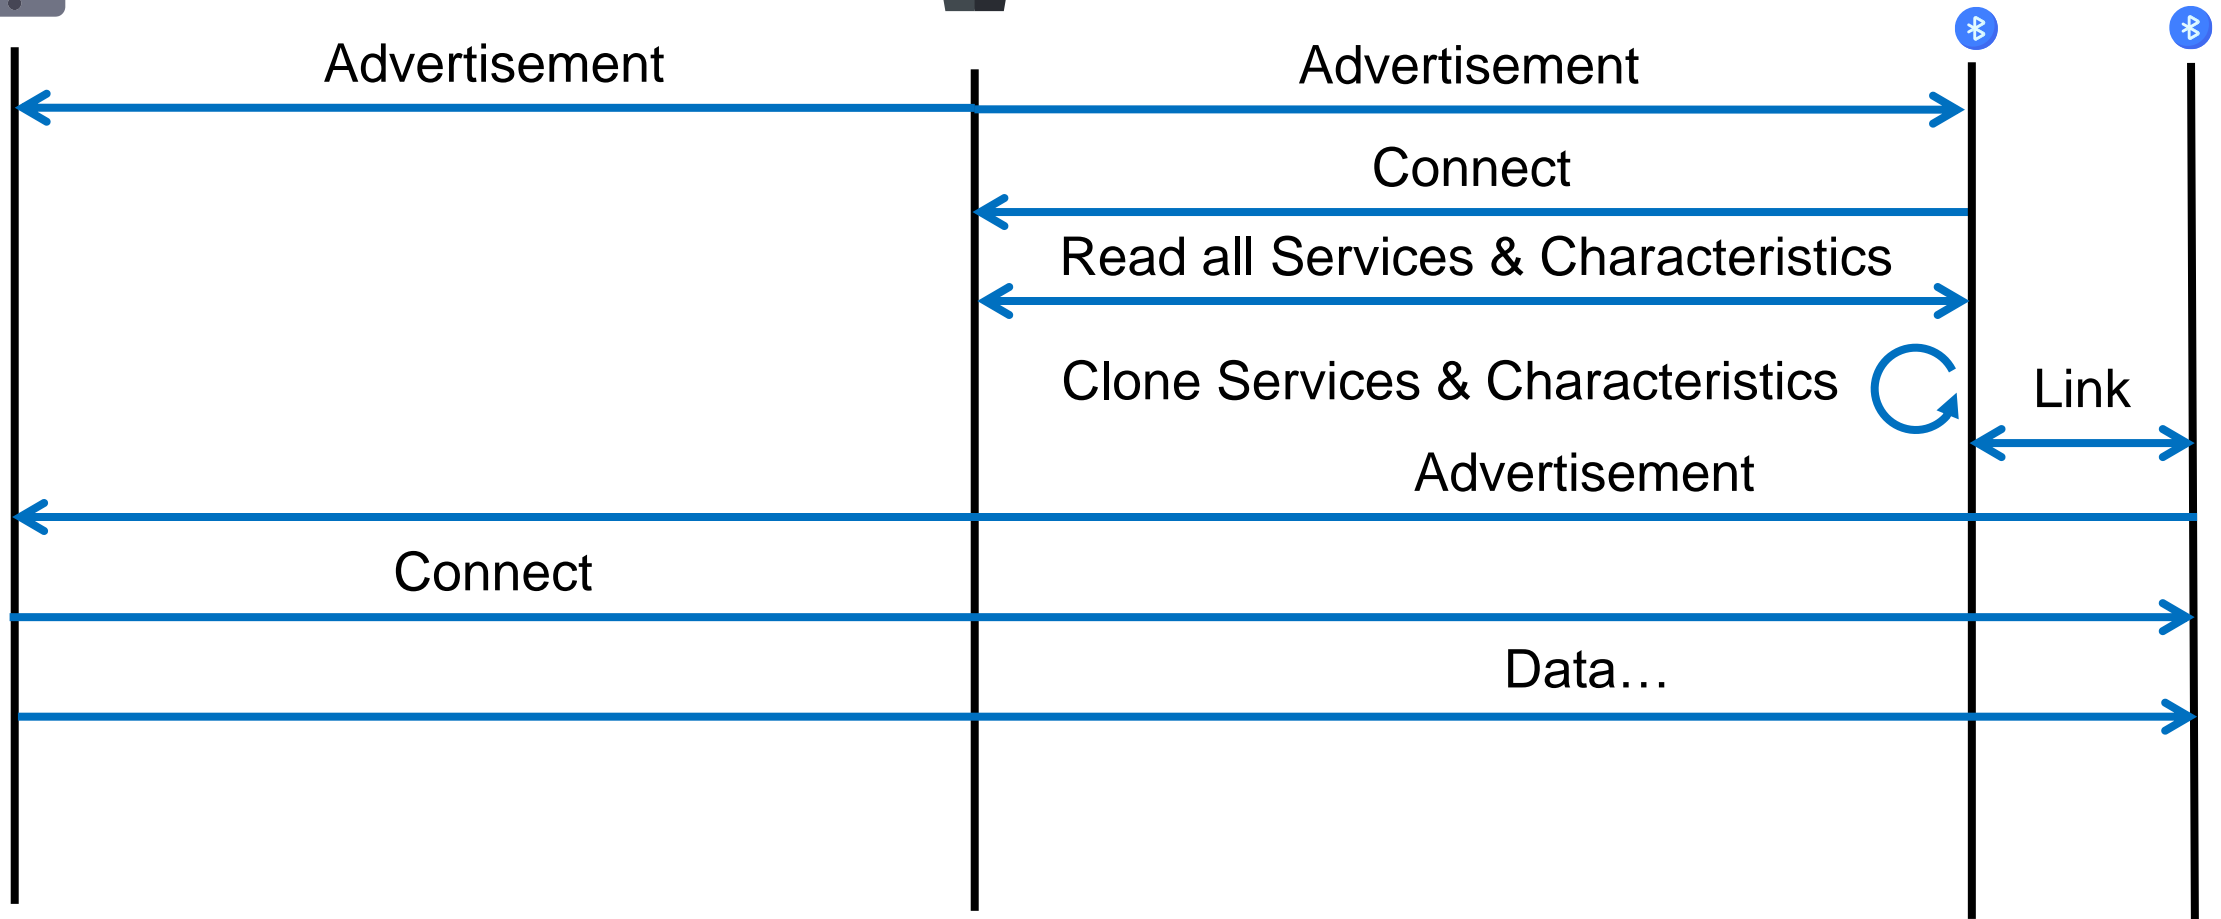 Advertisement
Advertisement
Connect
Read all Services & Characteristics
Clone Services & Characteristics
Link
Advertisement
Connect
Data…